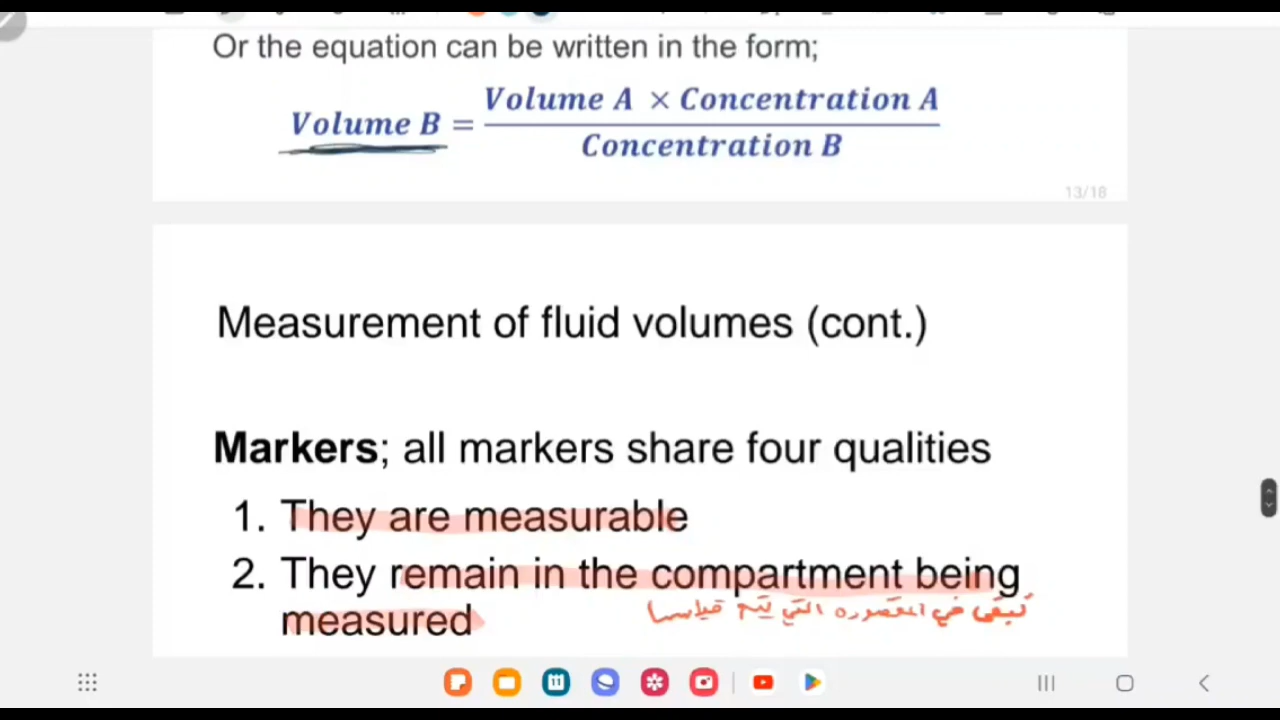 Or the equation can be written in the form;
Volume B = Volume A × Concentration A / Concentration B
13/18
Measurement of fluid volumes (cont.)
Markers; all markers share four qualities
1. They are measurable
2. They remain in the compartment being
measured
تبقى في المقصوره التي يتم قياسها